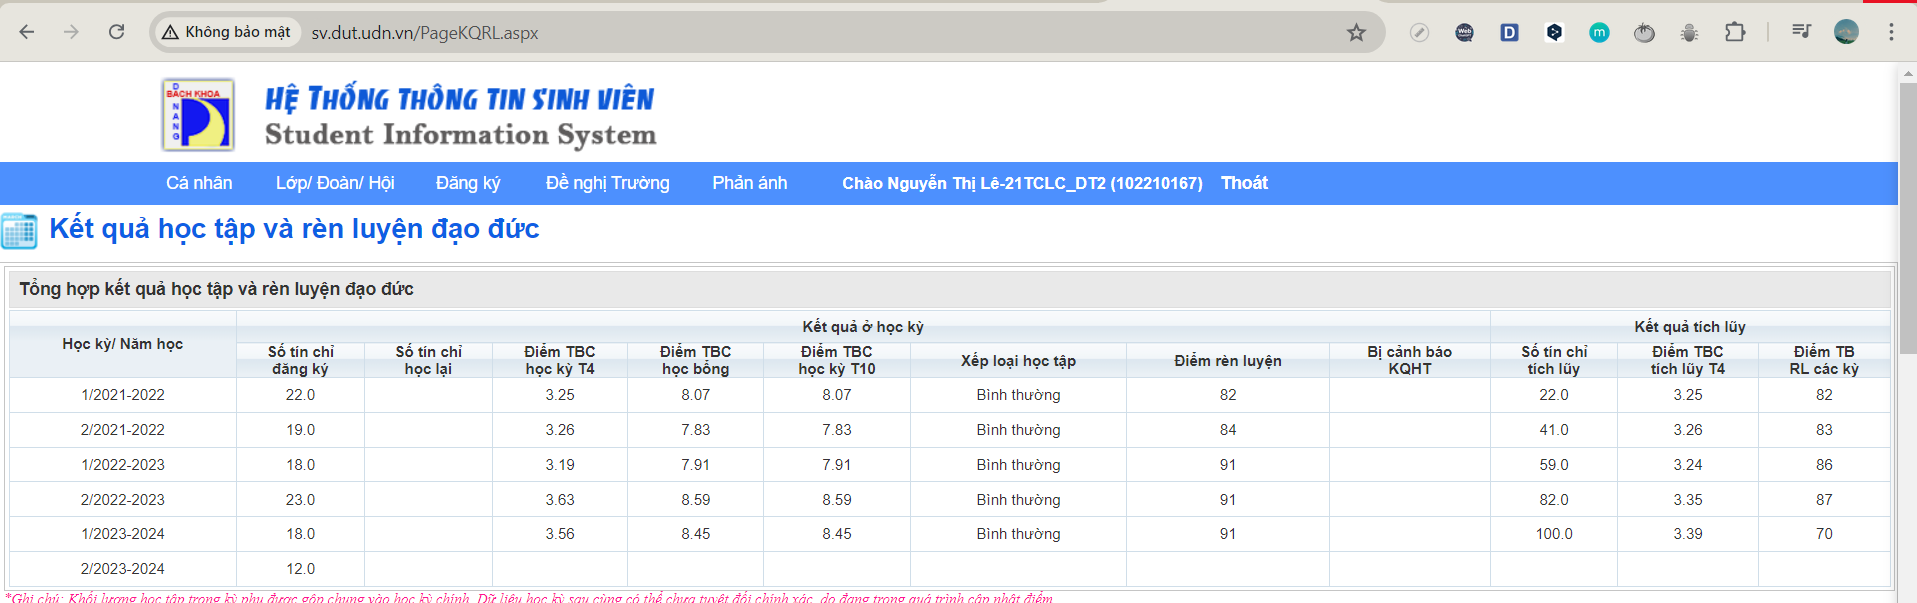 Không bảo mật sv.dut.udn.vn/PageKQRL.aspx
BÁCH KHOA
DANANG
HỆ THỐNG THÔNG TIN SINH VIÊN
Student Information System
Cá nhân Lớp/ Đoàn/ Hội Đăng ký Đề nghị Trường Phản ánh Chào Nguyễn Thị Lê-21TCLC_DT2 (102210167) Thoát
Kết quả học tập và rèn luyện đạo đức
Tổng hợp kết quả học tập và rèn luyện đạo đức
Học kỳ/ Năm học Kết quả ở học kỳ Kết quả tích lũy
Số tín chỉ đăng ký Số tín chỉ học lại Điểm TBC học kỳ T4 Điểm TBC học bổng Điểm TBC học kỳ T10 Xếp loại học tập Điểm rèn luyện Bị cảnh báo KQHT Số tín chỉ tích lũy Điểm TBC tích lũy T4 Điểm TB RL các kỳ
1/2021-2022 22.0 3.25 8.07 8.07 Bình thường 82 22.0 3.25 82
2/2021-2022 19.0 3.26 7.83 7.83 Bình thường 84 41.0 3.26 83
1/2022-2023 18.0 3.19 7.91 7.91 Bình thường 91 59.0 3.24 86
2/2022-2023 23.0 3.63 8.59 8.59 Bình thường 91 82.0 3.35 87
1/2023-2024 18.0 3.56 8.45 8.45 Bình thường 91 100.0 3.39 70
2/2023-2024 12.0
*Ghi chú: Khối lượng học tập trong kỳ phụ được gộp chung vào học kỳ chính. Dữ liệu học kỳ sau cùng có thể chưa tuyệt đối chính xác, do đang trong quá trình cập nhật điểm